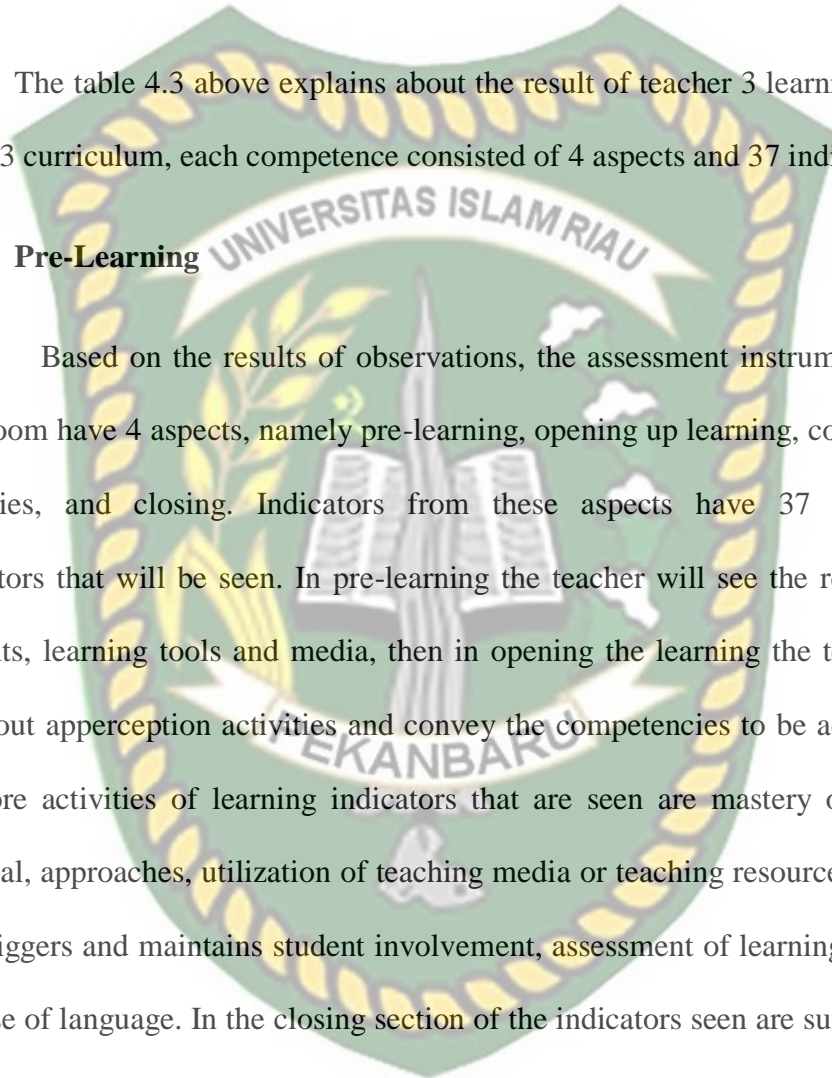 The table 4.3 above explains about the result of teacher 3 learni
3 curriculum, each competence consisted of 4 aspects and 37 indi
UNIVERSITAS ISLAM RIAU
Pre-Learning
Based on the results of observations, the assessment instrum
oom have 4 aspects, namely pre-learning, opening up learning, co
ies, and closing. Indicators from these aspects have 37
tors that will be seen. In pre-learning the teacher will see the r
ts, learning tools and media, then in opening the learning the t
out apperception activities and convey the competencies to be a
PEKANBARU
re activities of learning indicators that are seen are mastery o
al, approaches, utilization of teaching media or teaching resource
iggers and maintains student involvement, assessment of learning
e of language. In the closing section of the indicators seen are su